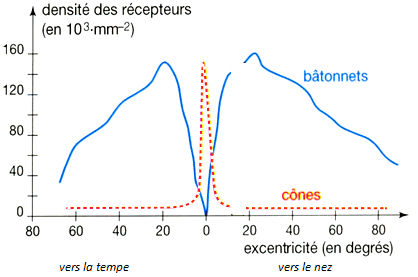 densité des récepteurs
(en 10³·mm–2)
160
120
80
40
0
bâtonnets
cônes
80 60 40 20 0 20 40 60 80
excentricité (en degrés)
vers la tempe vers le nez